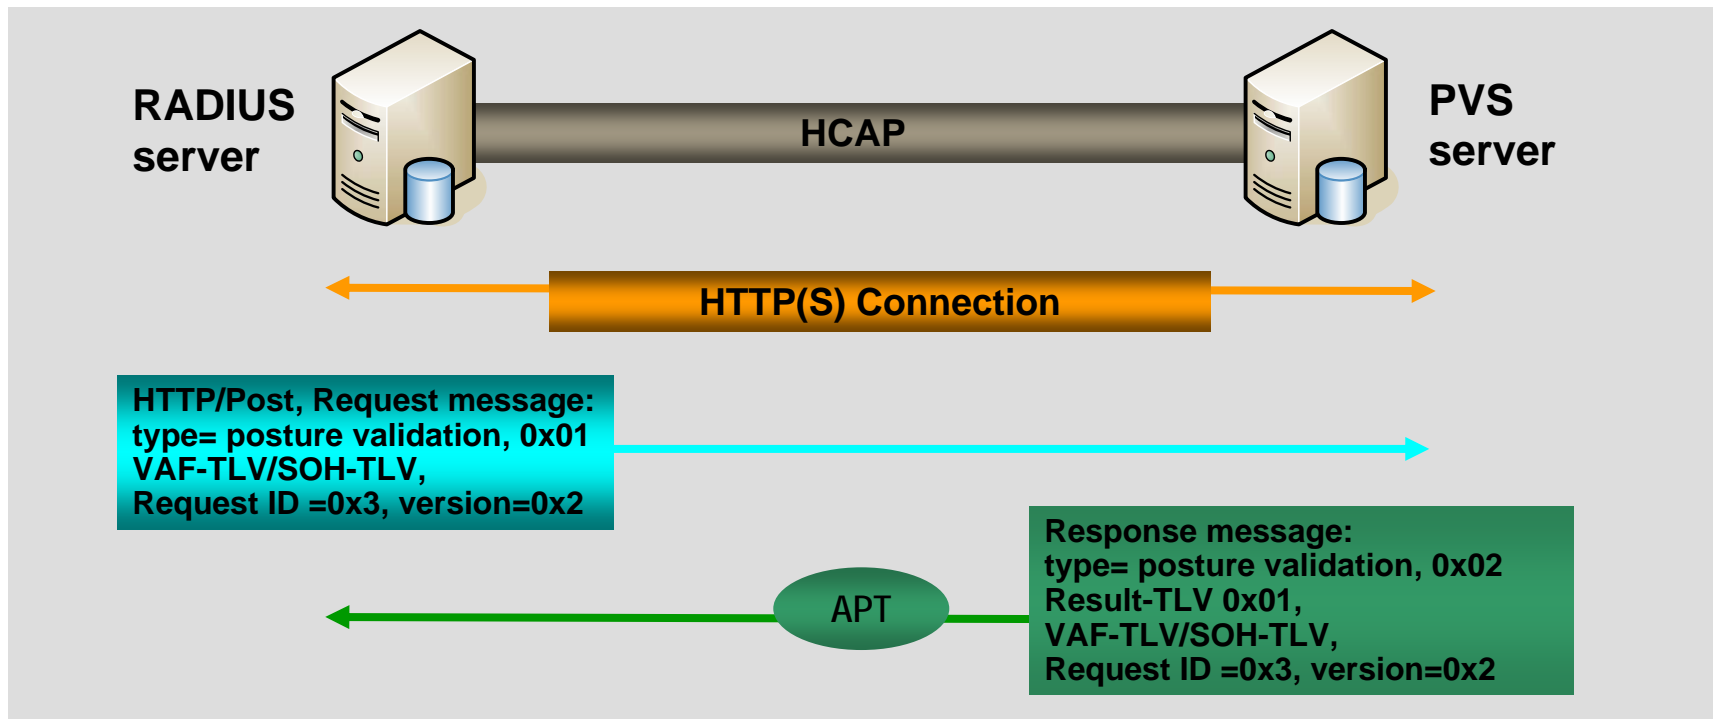 RADIUS
server
HCAP
PVS
server
HTTP(S) Connection
HTTP/Post, Request message:
type= posture validation, 0x01
VAF-TLV/SOH-TLV,
Request ID =0x3, version=0x2
Response message:
type= posture validation, 0x02
Result-TLV 0x01,
VAF-TLV/SOH-TLV,
Request ID =0x3, version=0x2
APT